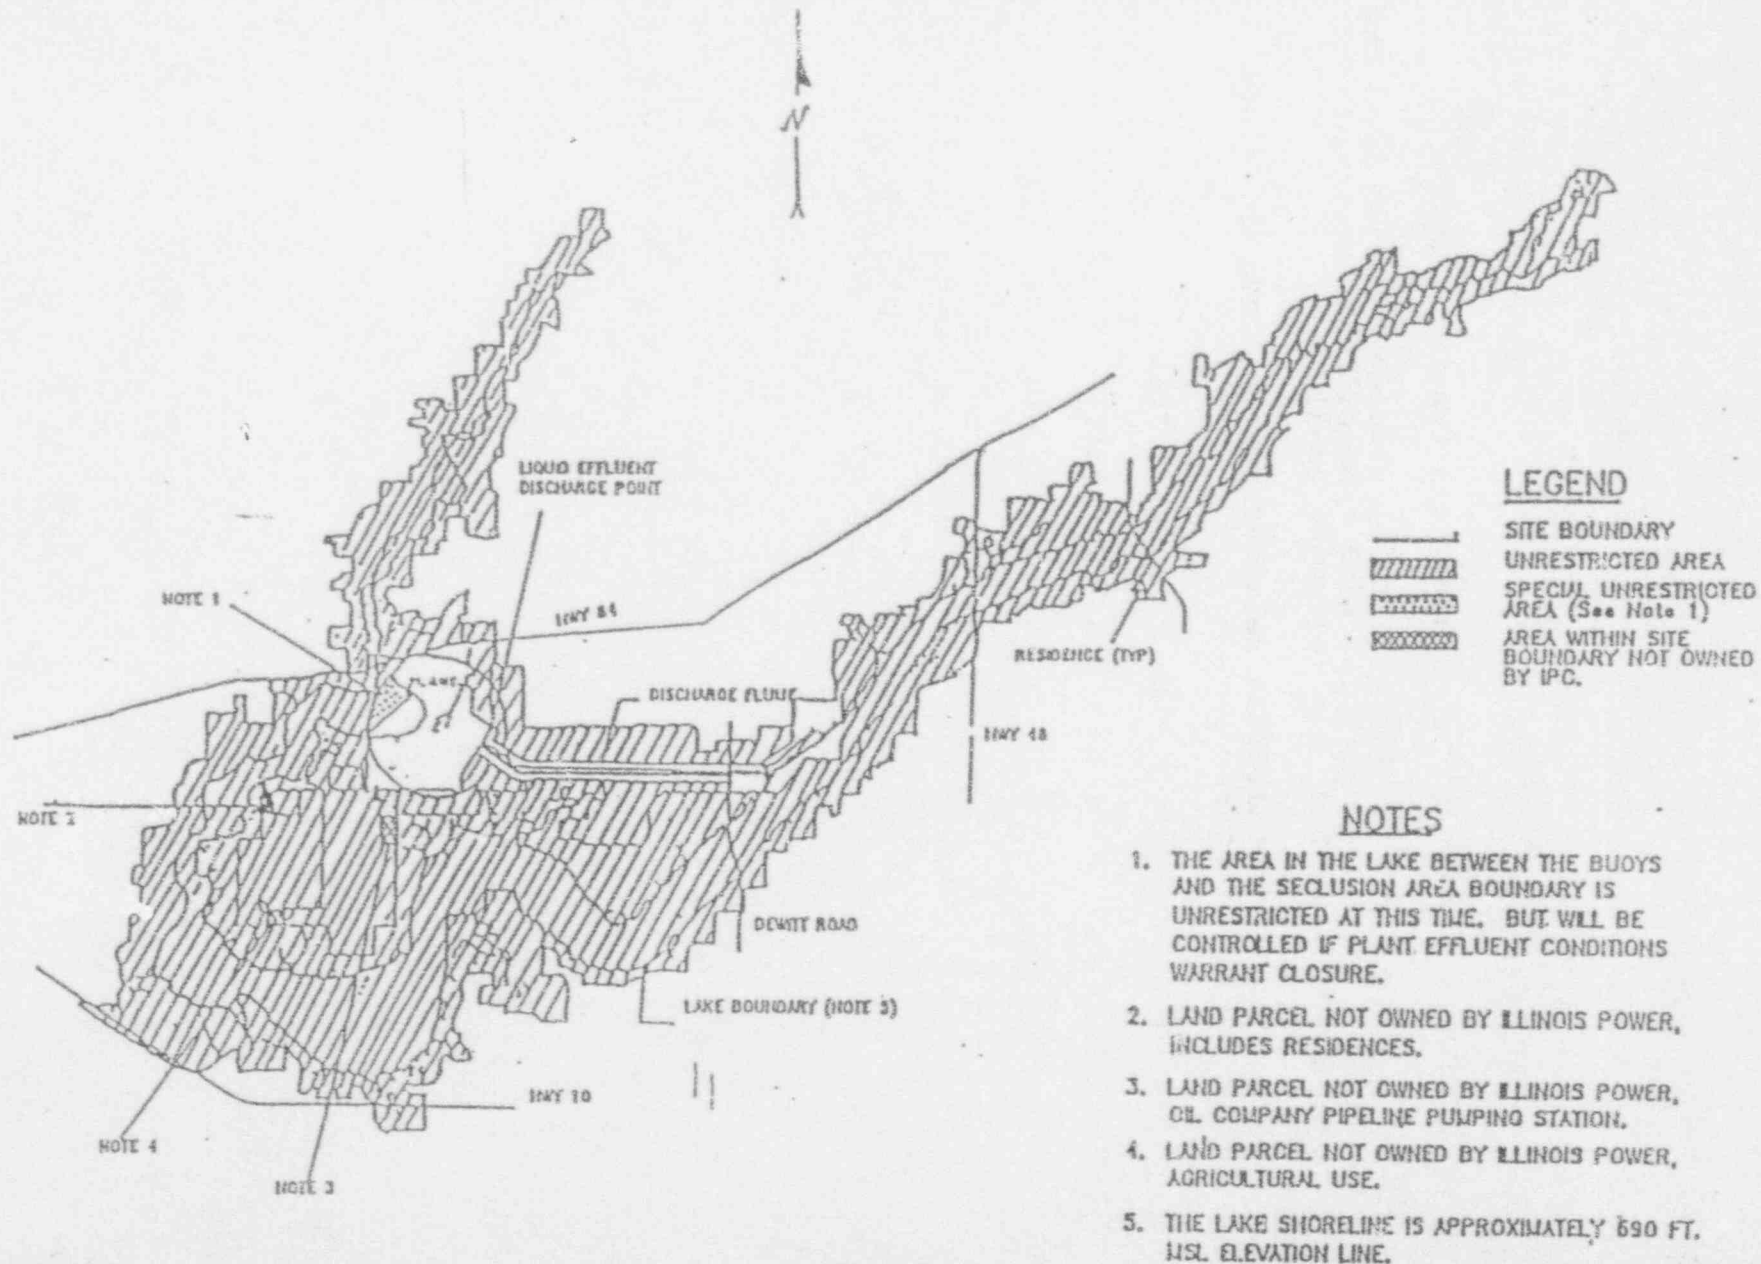 N
LIQUID EFFLUENT
DISCHARGE POINT
NOTE 1
HWY 54
RESIDENCE (TYP)
DISCHARGE FLUME
HWY 48
NOTE 2
DEWITT ROAD
LAKE BOUNDARY (NOTE 5)
HWY 10
NOTE 4
NOTE 3
LEGEND
SITE BOUNDARY
UNRESTRICTED AREA
SPECIAL UNRESTRICTED
AREA (See Note 1)
AREA WITHIN SITE
BOUNDARY NOT OWNED
BY IPC.
NOTES
1. THE AREA IN THE LAKE BETWEEN THE BUOYS
AND THE SECLUSION AREA BOUNDARY IS
UNRESTRICTED AT THIS TIME. BUT WILL BE
CONTROLLED IF PLANT EFFLUENT CONDITIONS
WARRANT CLOSURE.
2. LAND PARCEL NOT OWNED BY ILLINOIS POWER,
INCLUDES RESIDENCES.
3. LAND PARCEL NOT OWNED BY ILLINOIS POWER,
OIL COMPANY PIPELINE PUMPING STATION.
4. LAND PARCEL NOT OWNED BY ILLINOIS POWER,
AGRICULTURAL USE.
5. THE LAKE SHORELINE IS APPROXIMATELY 690 FT.
MSL ELEVATION LINE.